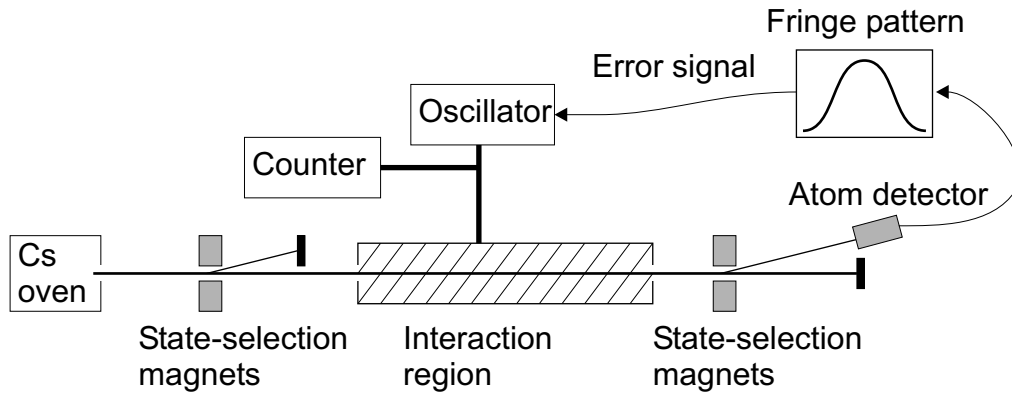 Fringe pattern
Error signal
Oscillator
Counter
Atom detector
Cs
oven
State-selection
magnets
Interaction
region
State-selection
magnets